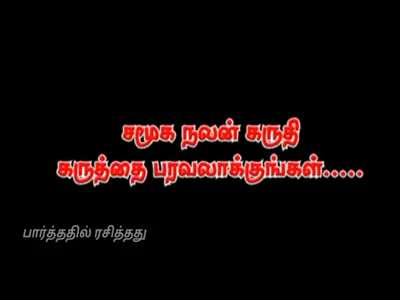 சமூக நலன் கருதி
கருத்தை பரவலாக்குங்கள்.....
பார்த்ததில் ரசித்தது